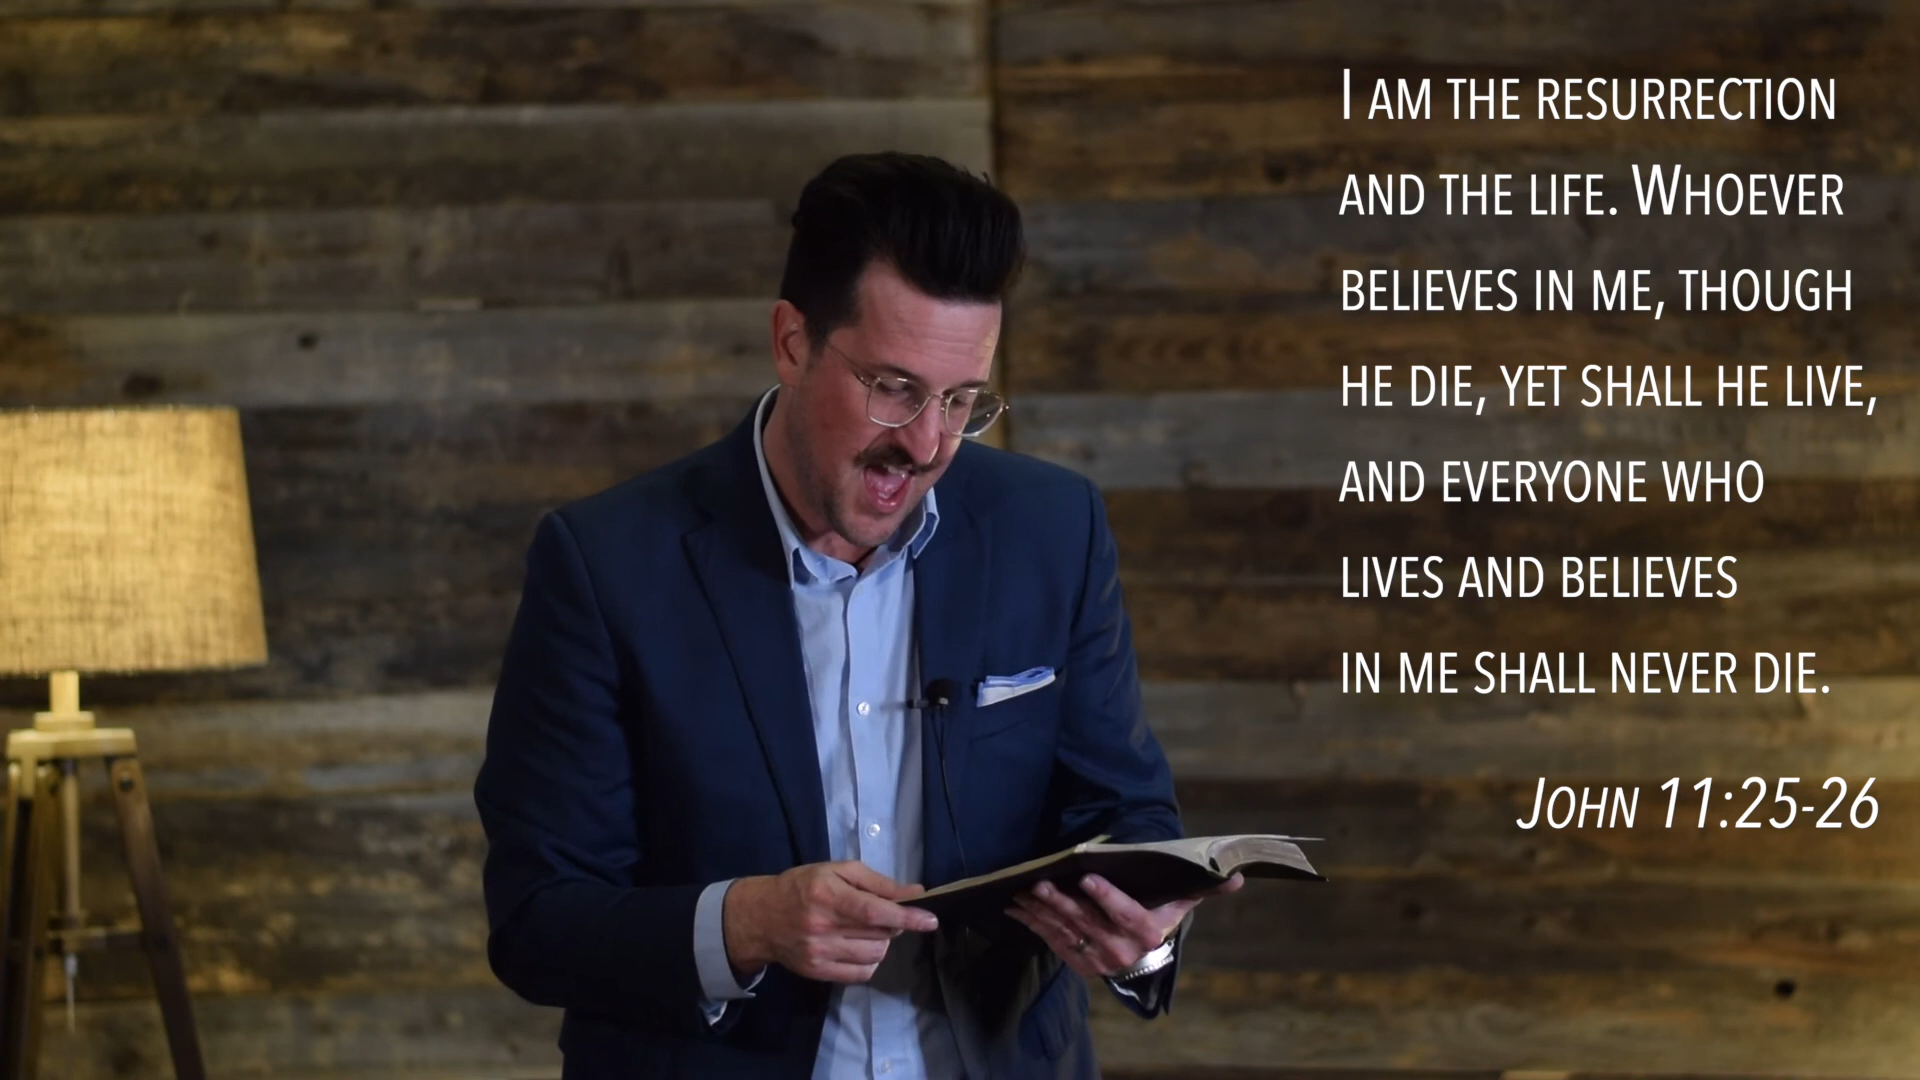 I am the resurrection
and the life. Whoever
believes in me, though
he die, yet shall he live,
and everyone who
lives and believes
in me shall never die.
John 11:25-26